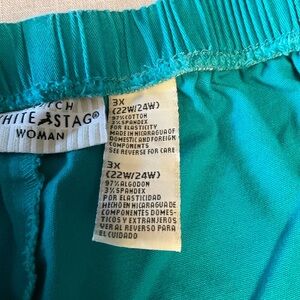 WHITE STAG®
WOMAN
3X
(22W/24W)
97% COTTON
3% SPANDEX
FOR ELASTICITY
MADE IN NICARAGUA OF
DOMESTIC AND FOREIGN
COMPONENTS
SEE REVERSE FOR CARE
3X
(22W/24W)
97% ALGODON
3% SPANDEX
PARA ELASTICIDAD
HECHO EN NICARAGUA DE
COMPONENTES DOMES-
TICOS Y EXTRANJEROS
VER AL REVERSO PARA
EL CUIDADO